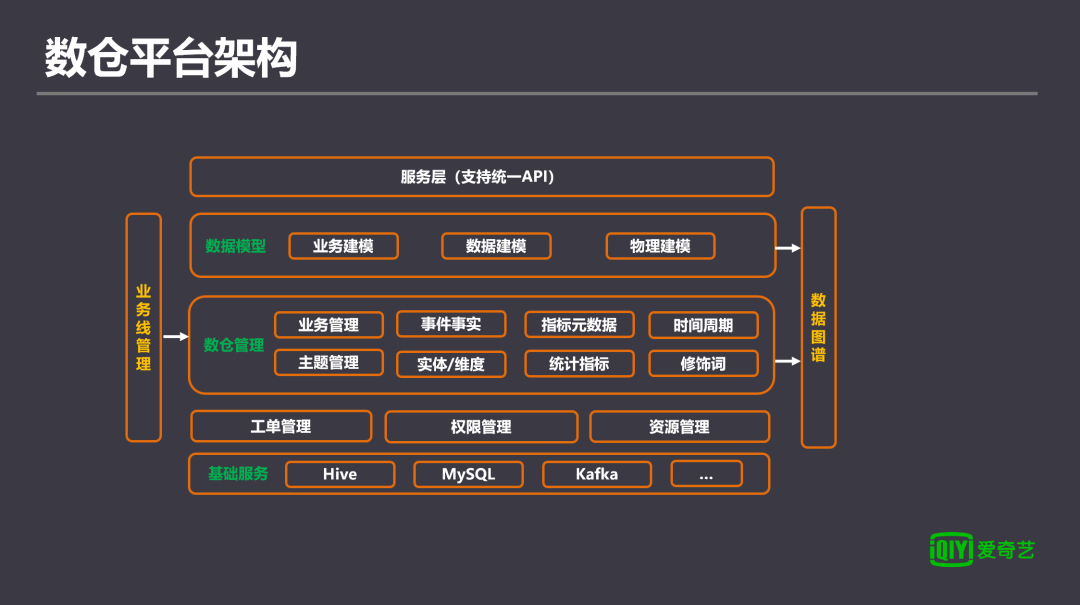 数仓平台架构
服务层（支持统一API）
数据模型
业务建模
数据建模
物理建模
业务线管理
数仓管理
业务管理
事件事实
指标元数据
时间周期
主题管理
实体/维度
统计指标
修饰词
数据图谱
工单管理
权限管理
资源管理
基础服务
Hive
MySQL
Kafka
...
iQIYI 爱奇艺